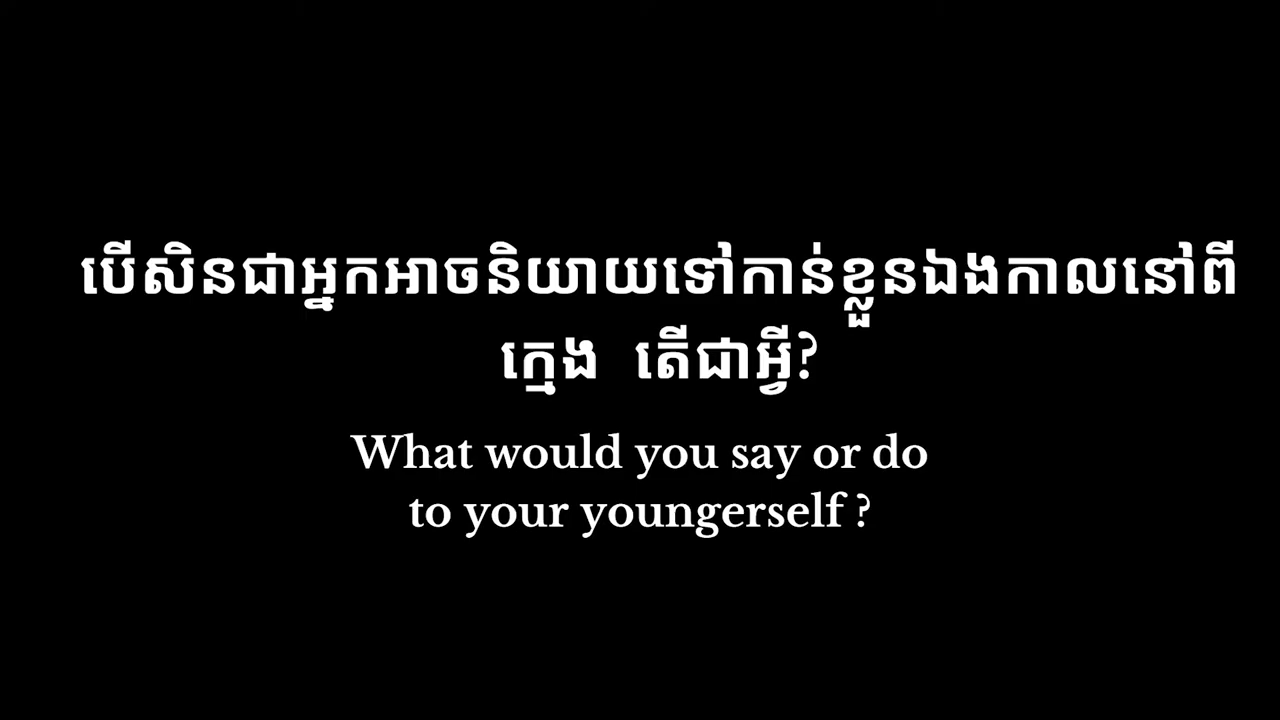 បើសិនជាអ្នកអាចនិយាយទៅកាន់ខ្លួនឯងកាលនៅពី
ក្មេង តើជាអ្វី?
What would you say or do
to your youngerself ?